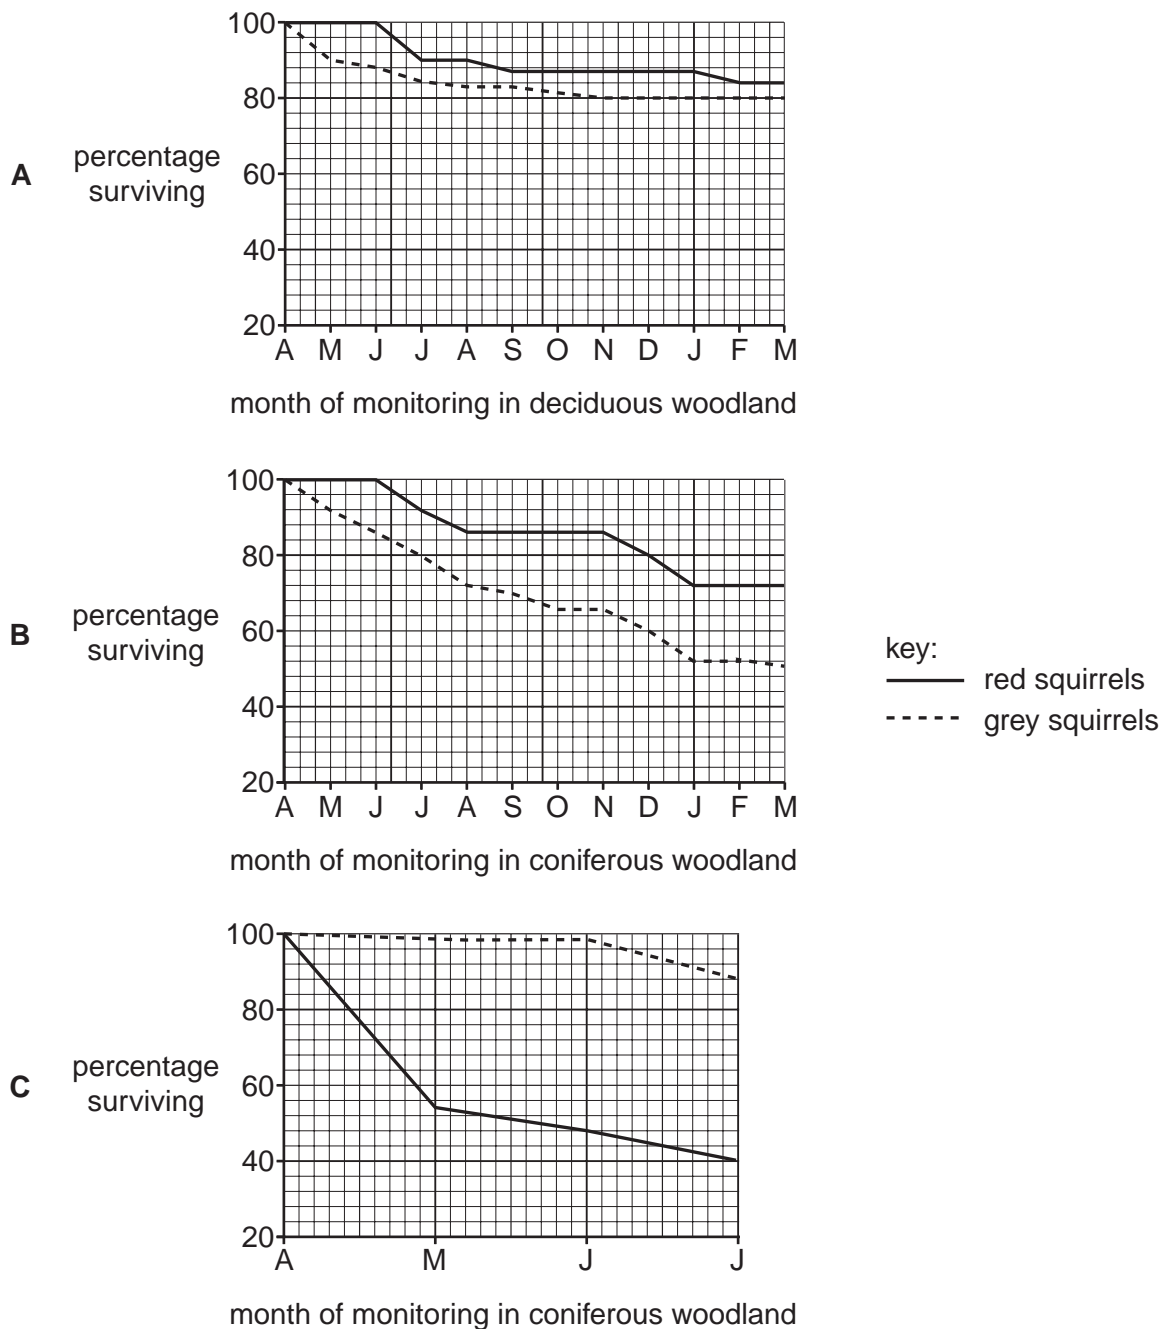 100
80
A percentage
surviving
60
40
20
A M J J A S O N D J F M
month of monitoring in deciduous woodland
100
80
B percentage
surviving
60
40
20
A M J J A S O N D J F M
month of monitoring in coniferous woodland
key:
red squirrels
grey squirrels
100
80
C percentage
surviving
60
40
20
A M J J
month of monitoring in coniferous woodland